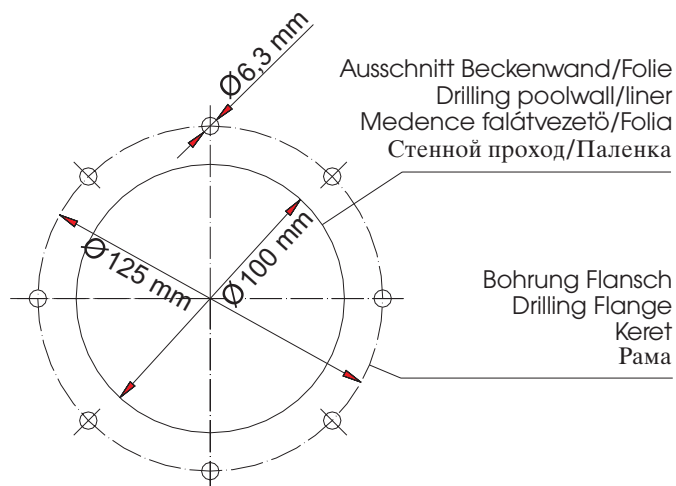 Ø6,3 mm
Ausschnitt Beckenwand/Folie
Drilling poolwall/liner
Medence falátvezetö/Folia
Стенной проход/Паленка
Ø125 mm
Ø100 mm
Bohrung Flansch
Drilling Flange
Keret
Рама